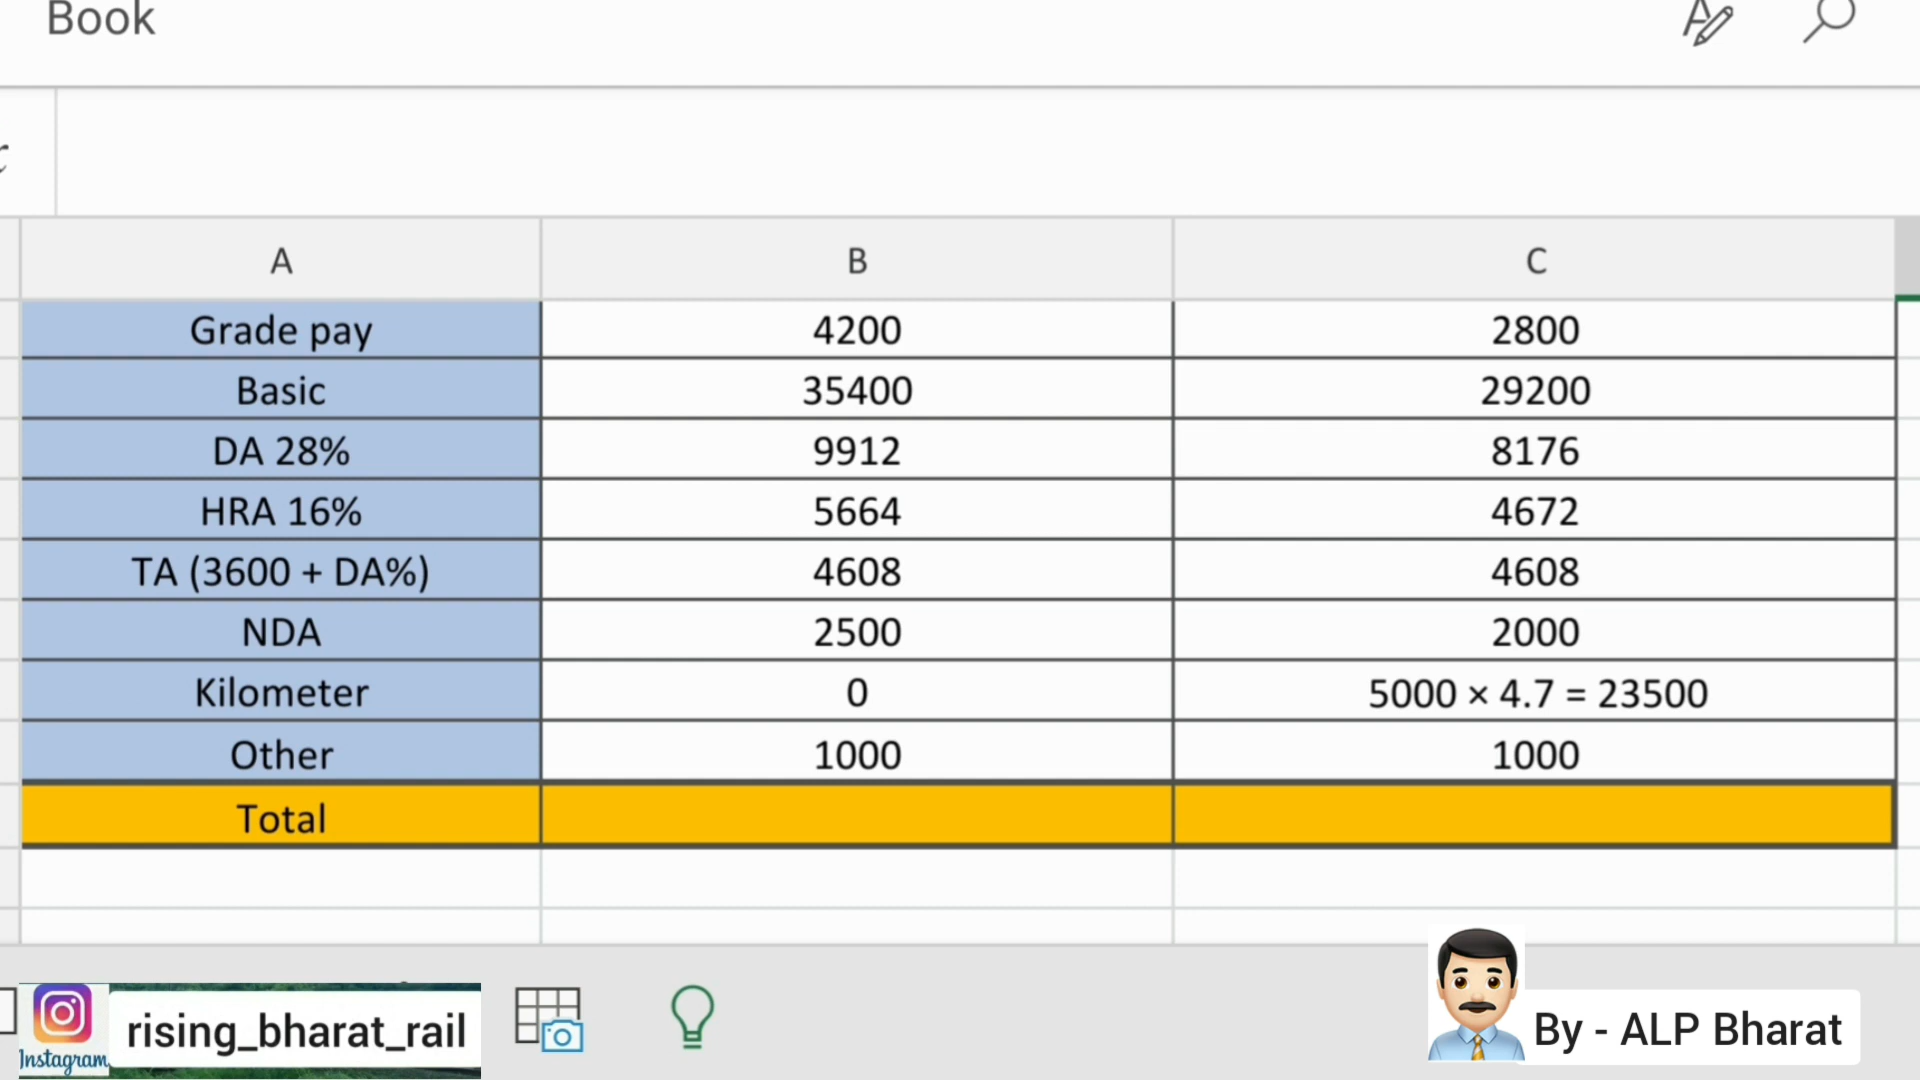 Book
A B C
Grade pay 4200 2800
Basic 35400 29200
DA 28% 9912 8176
HRA 16% 5664 4672
TA (3600 + DA%) 4608 4608
NDA 2500 2000
Kilometer 0 5000 × 4.7 = 23500
Other 1000 1000
Total
Instagram rising_bharat_rail
By - ALP Bharat